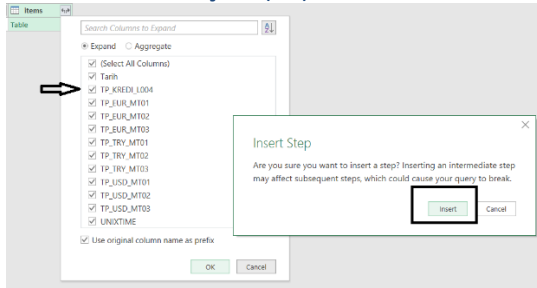 Items
Table
Search Columns to Expand
Expand Aggregate
(Select All Columns)
Tarih
TP_KREDI_L004
TP_EUR_MT01
TP_EUR_MT02
TP_EUR_MT03
TP_TRY_MT01
TP_TRY_MT02
TP_TRY_MT03
TP_USD_MT01
TP_USD_MT02
TP_USD_MT03
UNIXTIME
Use original column name as prefix
OK Cancel
Insert Step
Are you sure you want to insert a step? Inserting an intermediate step
may affect subsequent steps, which could cause your query to break.
Insert Cancel